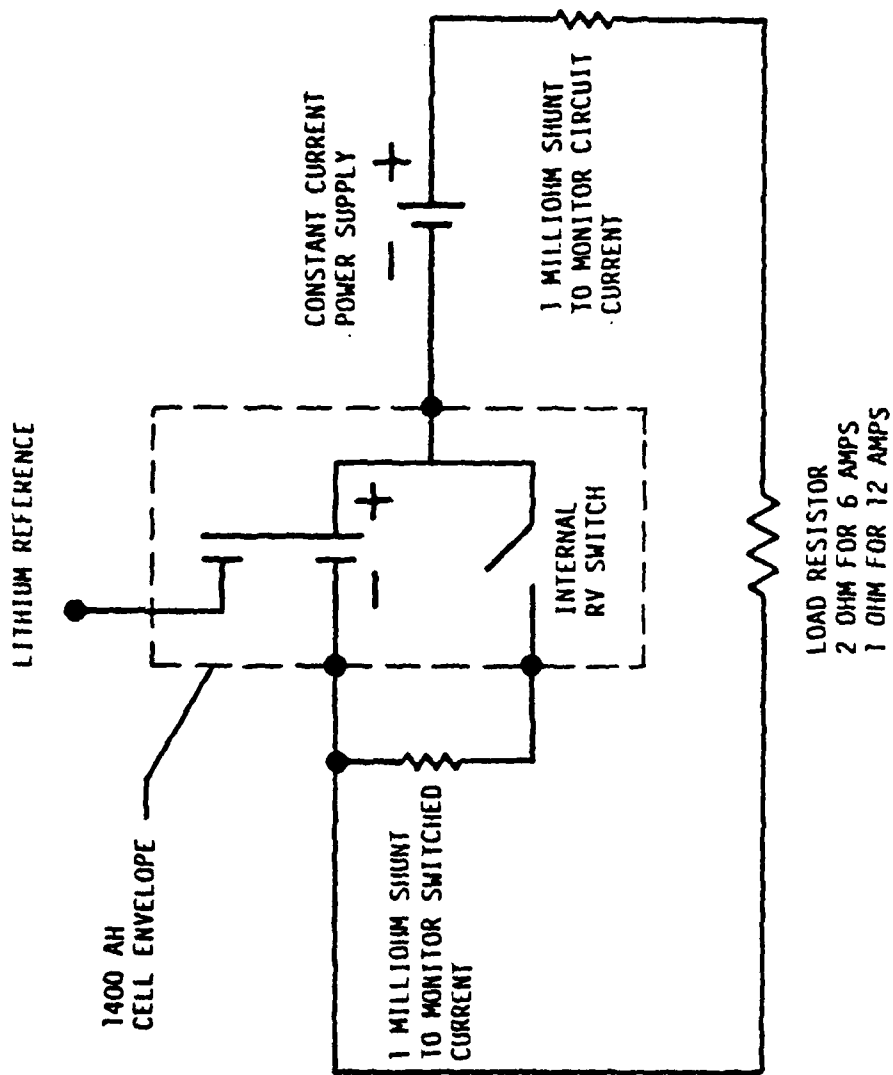 LITHIUM REFERENCE
1400 AH
CELL ENVELOPE
CONSTANT CURRENT
POWER SUPPLY
+
−
+
−
INTERNAL
RV SWITCH
1 MILLIOHM SHUNT
TO MONITOR SWITCHED
CURRENT
1 MILLIOHM SHUNT
TO MONITOR CIRCUIT
CURRENT
LOAD RESISTOR
2 OHM FOR 6 AMPS
1 OHM FOR 12 AMPS